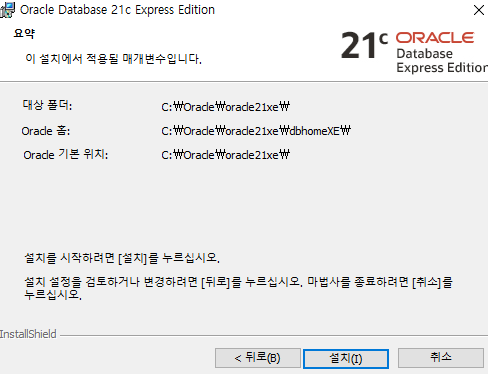 Oracle Database 21c Express Edition
요약
이 설치에서 적용될 매개변수입니다.
21c ORACLE
Database
Express Edition
대상 폴더: C:₩Oracle₩oracle21xe₩
Oracle 홈: C:₩Oracle₩oracle21xe₩dbhomeXE₩
Oracle 기본 위치: C:₩Oracle₩oracle21xe₩
설치를 시작하려면 [설치]를 누르십시오.
설치 설정을 검토하거나 변경하려면 [뒤로]를 누르십시오. 마법사를 종료하려면 [취소]를
누르십시오.
InstallShield
< 뒤로(B) 설치(I) 취소